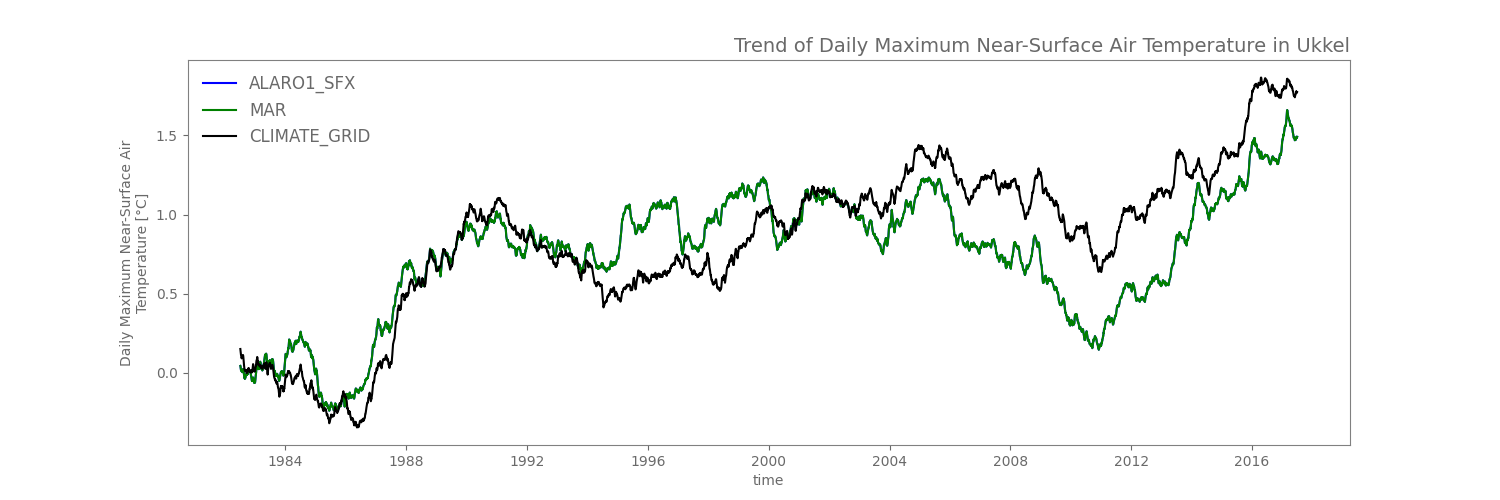 Trend of Daily Maximum Near-Surface Air Temperature in Ukkel
ALARO1_SFX
MAR
CLIMATE_GRID
Daily Maximum Near-Surface Air
Temperature [°C]
1.5
1.0
0.5
0.0
1984 1988 1992 1996 2000 2004 2008 2012 2016
time